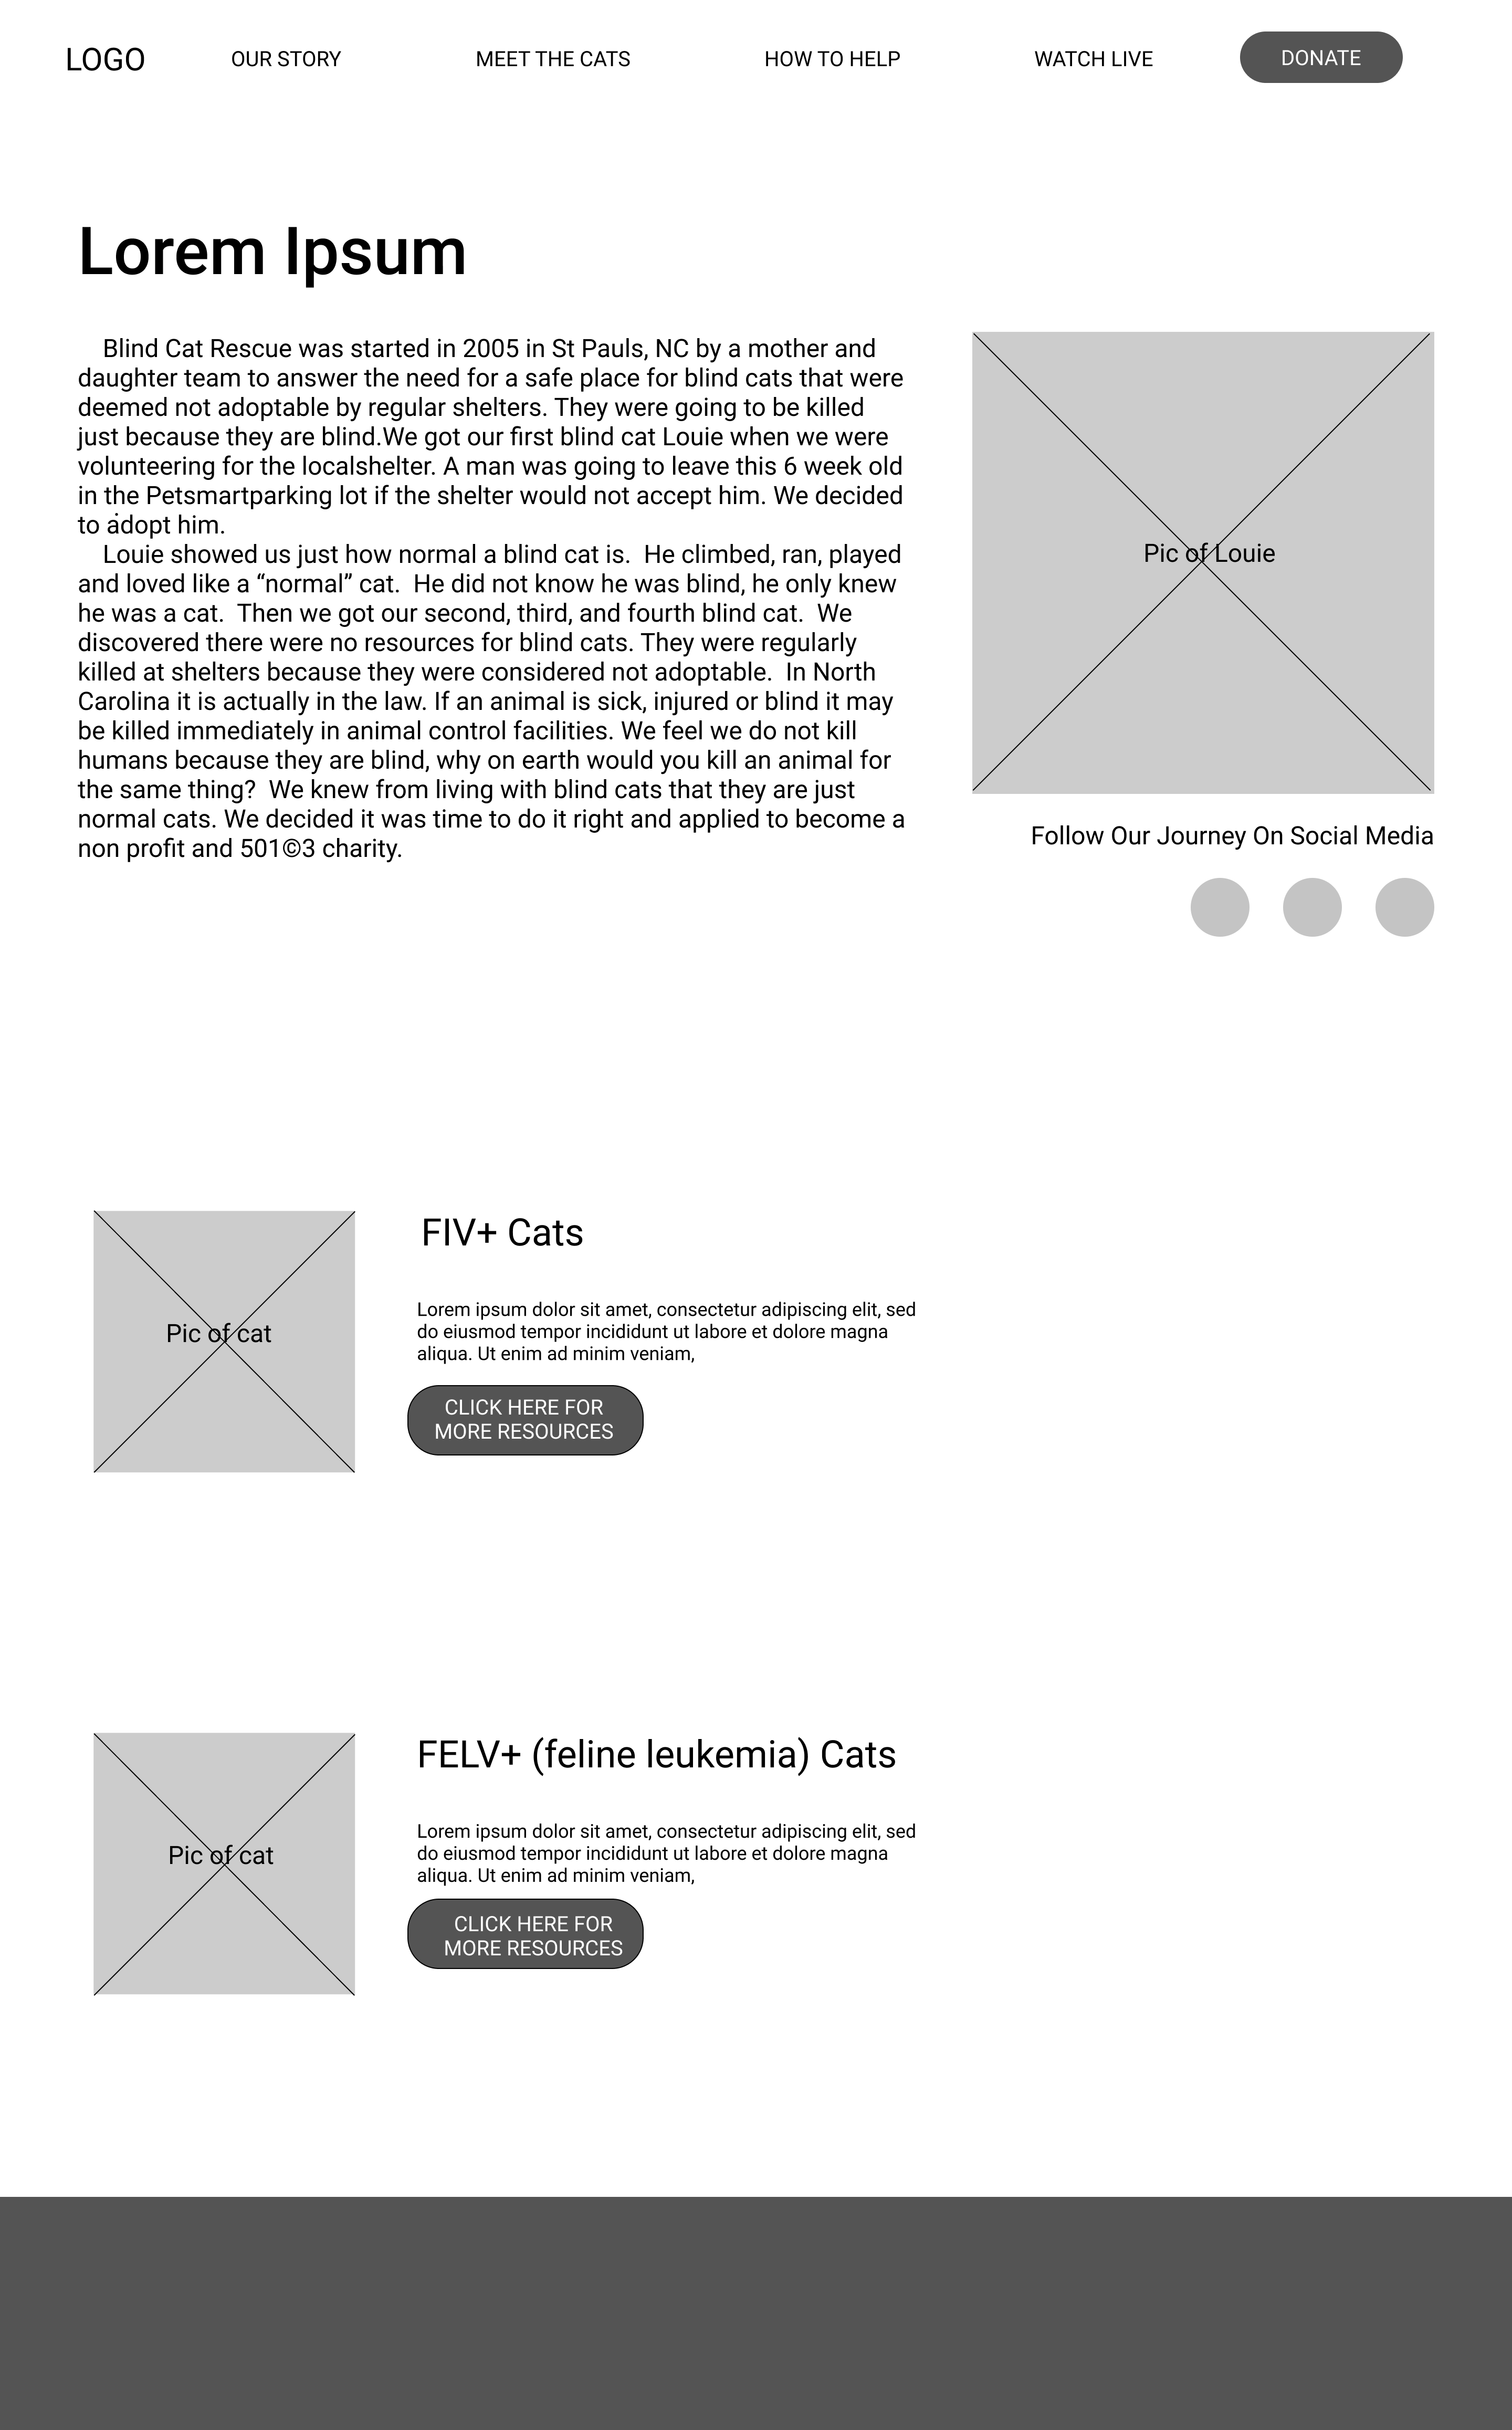 LOGO OUR STORY MEET THE CATS HOW TO HELP WATCH LIVE DONATE
Lorem Ipsum
Blind Cat Rescue was started in 2005 in St Pauls, NC by a mother and
daughter team to answer the need for a safe place for blind cats that were
deemed not adoptable by regular shelters. They were going to be killed
just because they are blind.We got our first blind cat Louie when we were
volunteering for the localshelter. A man was going to leave this 6 week old
in the Petsmartparking lot if the shelter would not accept him. We decided
to adopt him.
Louie showed us just how normal a blind cat is.  He climbed, ran, played
and loved like a “normal” cat.  He did not know he was blind, he only knew
he was a cat.  Then we got our second, third, and fourth blind cat.  We
discovered there were no resources for blind cats. They were regularly
killed at shelters because they were considered not adoptable.  In North
Carolina it is actually in the law. If an animal is sick, injured or blind it may
be killed immediately in animal control facilities. We feel we do not kill
humans because they are blind, why on earth would you kill an animal for
the same thing?  We knew from living with blind cats that they are just
normal cats. We decided it was time to do it right and applied to become a
non profit and 501©3 charity.
Pic of Louie
Follow Our Journey On Social Media
Pic of cat
FIV+ Cats
Lorem ipsum dolor sit amet, consectetur adipiscing elit, sed
do eiusmod tempor incididunt ut labore et dolore magna
aliqua. Ut enim ad minim veniam,
CLICK HERE FOR
MORE RESOURCES
Pic of cat
FELV+ (feline leukemia) Cats
Lorem ipsum dolor sit amet, consectetur adipiscing elit, sed
do eiusmod tempor incididunt ut labore et dolore magna
aliqua. Ut enim ad minim veniam,
CLICK HERE FOR
MORE RESOURCES